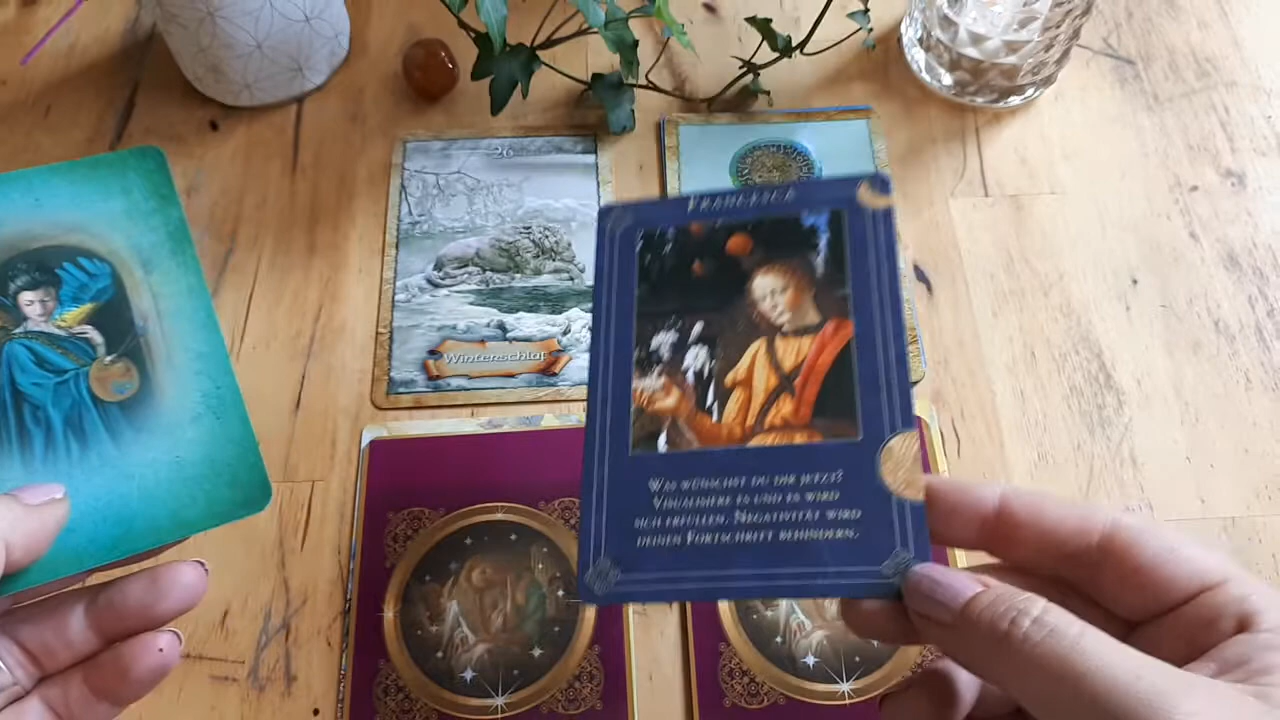 26
Winterschlaf
Francesca
Was wünschst du dir jetzt?
Visualisiere es und es wird
sich erfüllen. Negativität wird
deinen Fortschritt behindern.